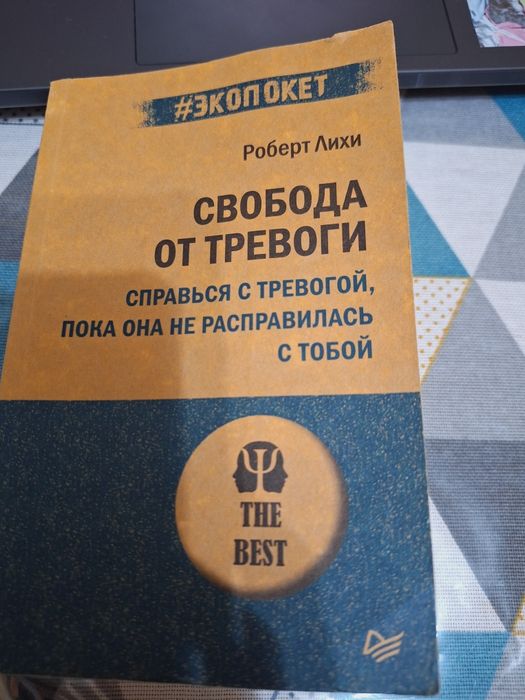 #ЭКОПОКЕТ
Роберт Лихи
СВОБОДА
ОТ ТРЕВОГИ
СПРАВЬСЯ С ТРЕВОГОЙ,
ПОКА ОНА НЕ РАСПРАВИЛАСЬ
С ТОБОЙ
Ψ
THE
BEST